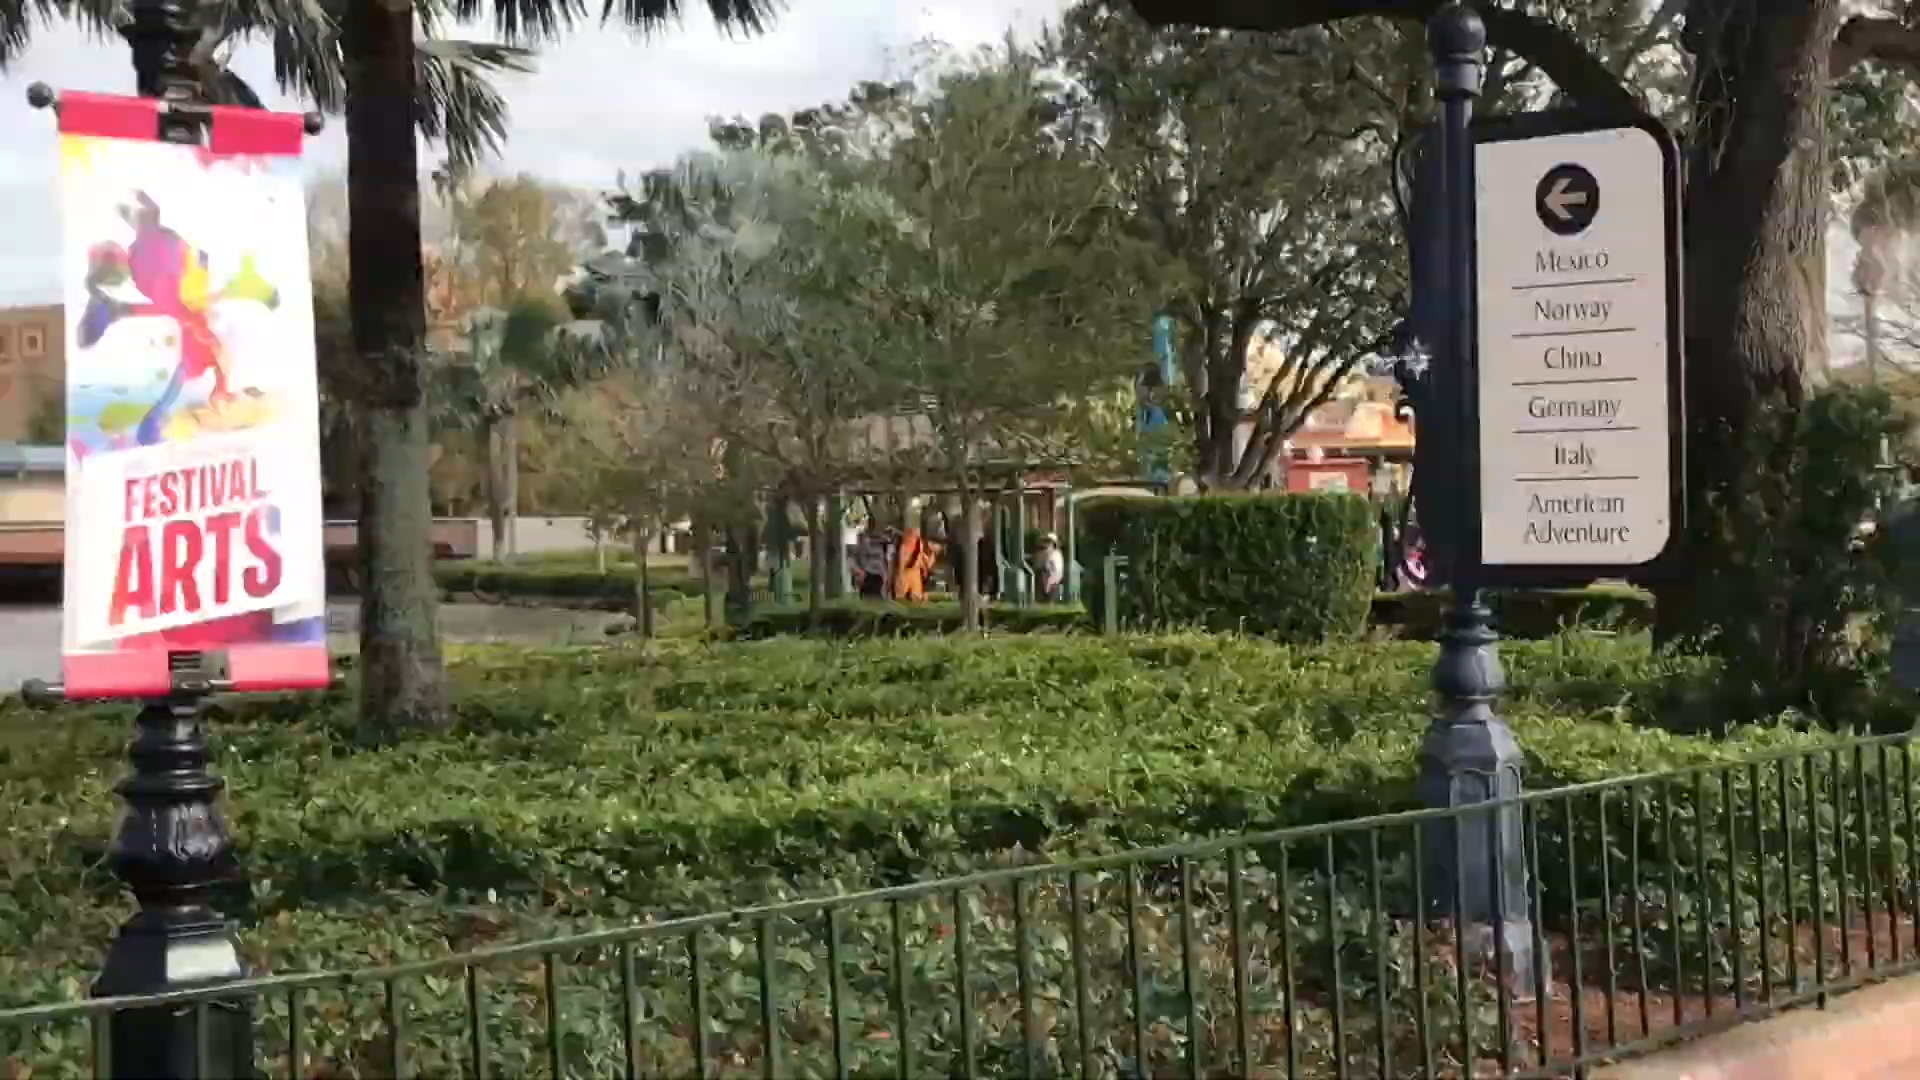 FESTIVAL
ARTS
Mexico
Norway
China
Germany
Italy
American
Adventure